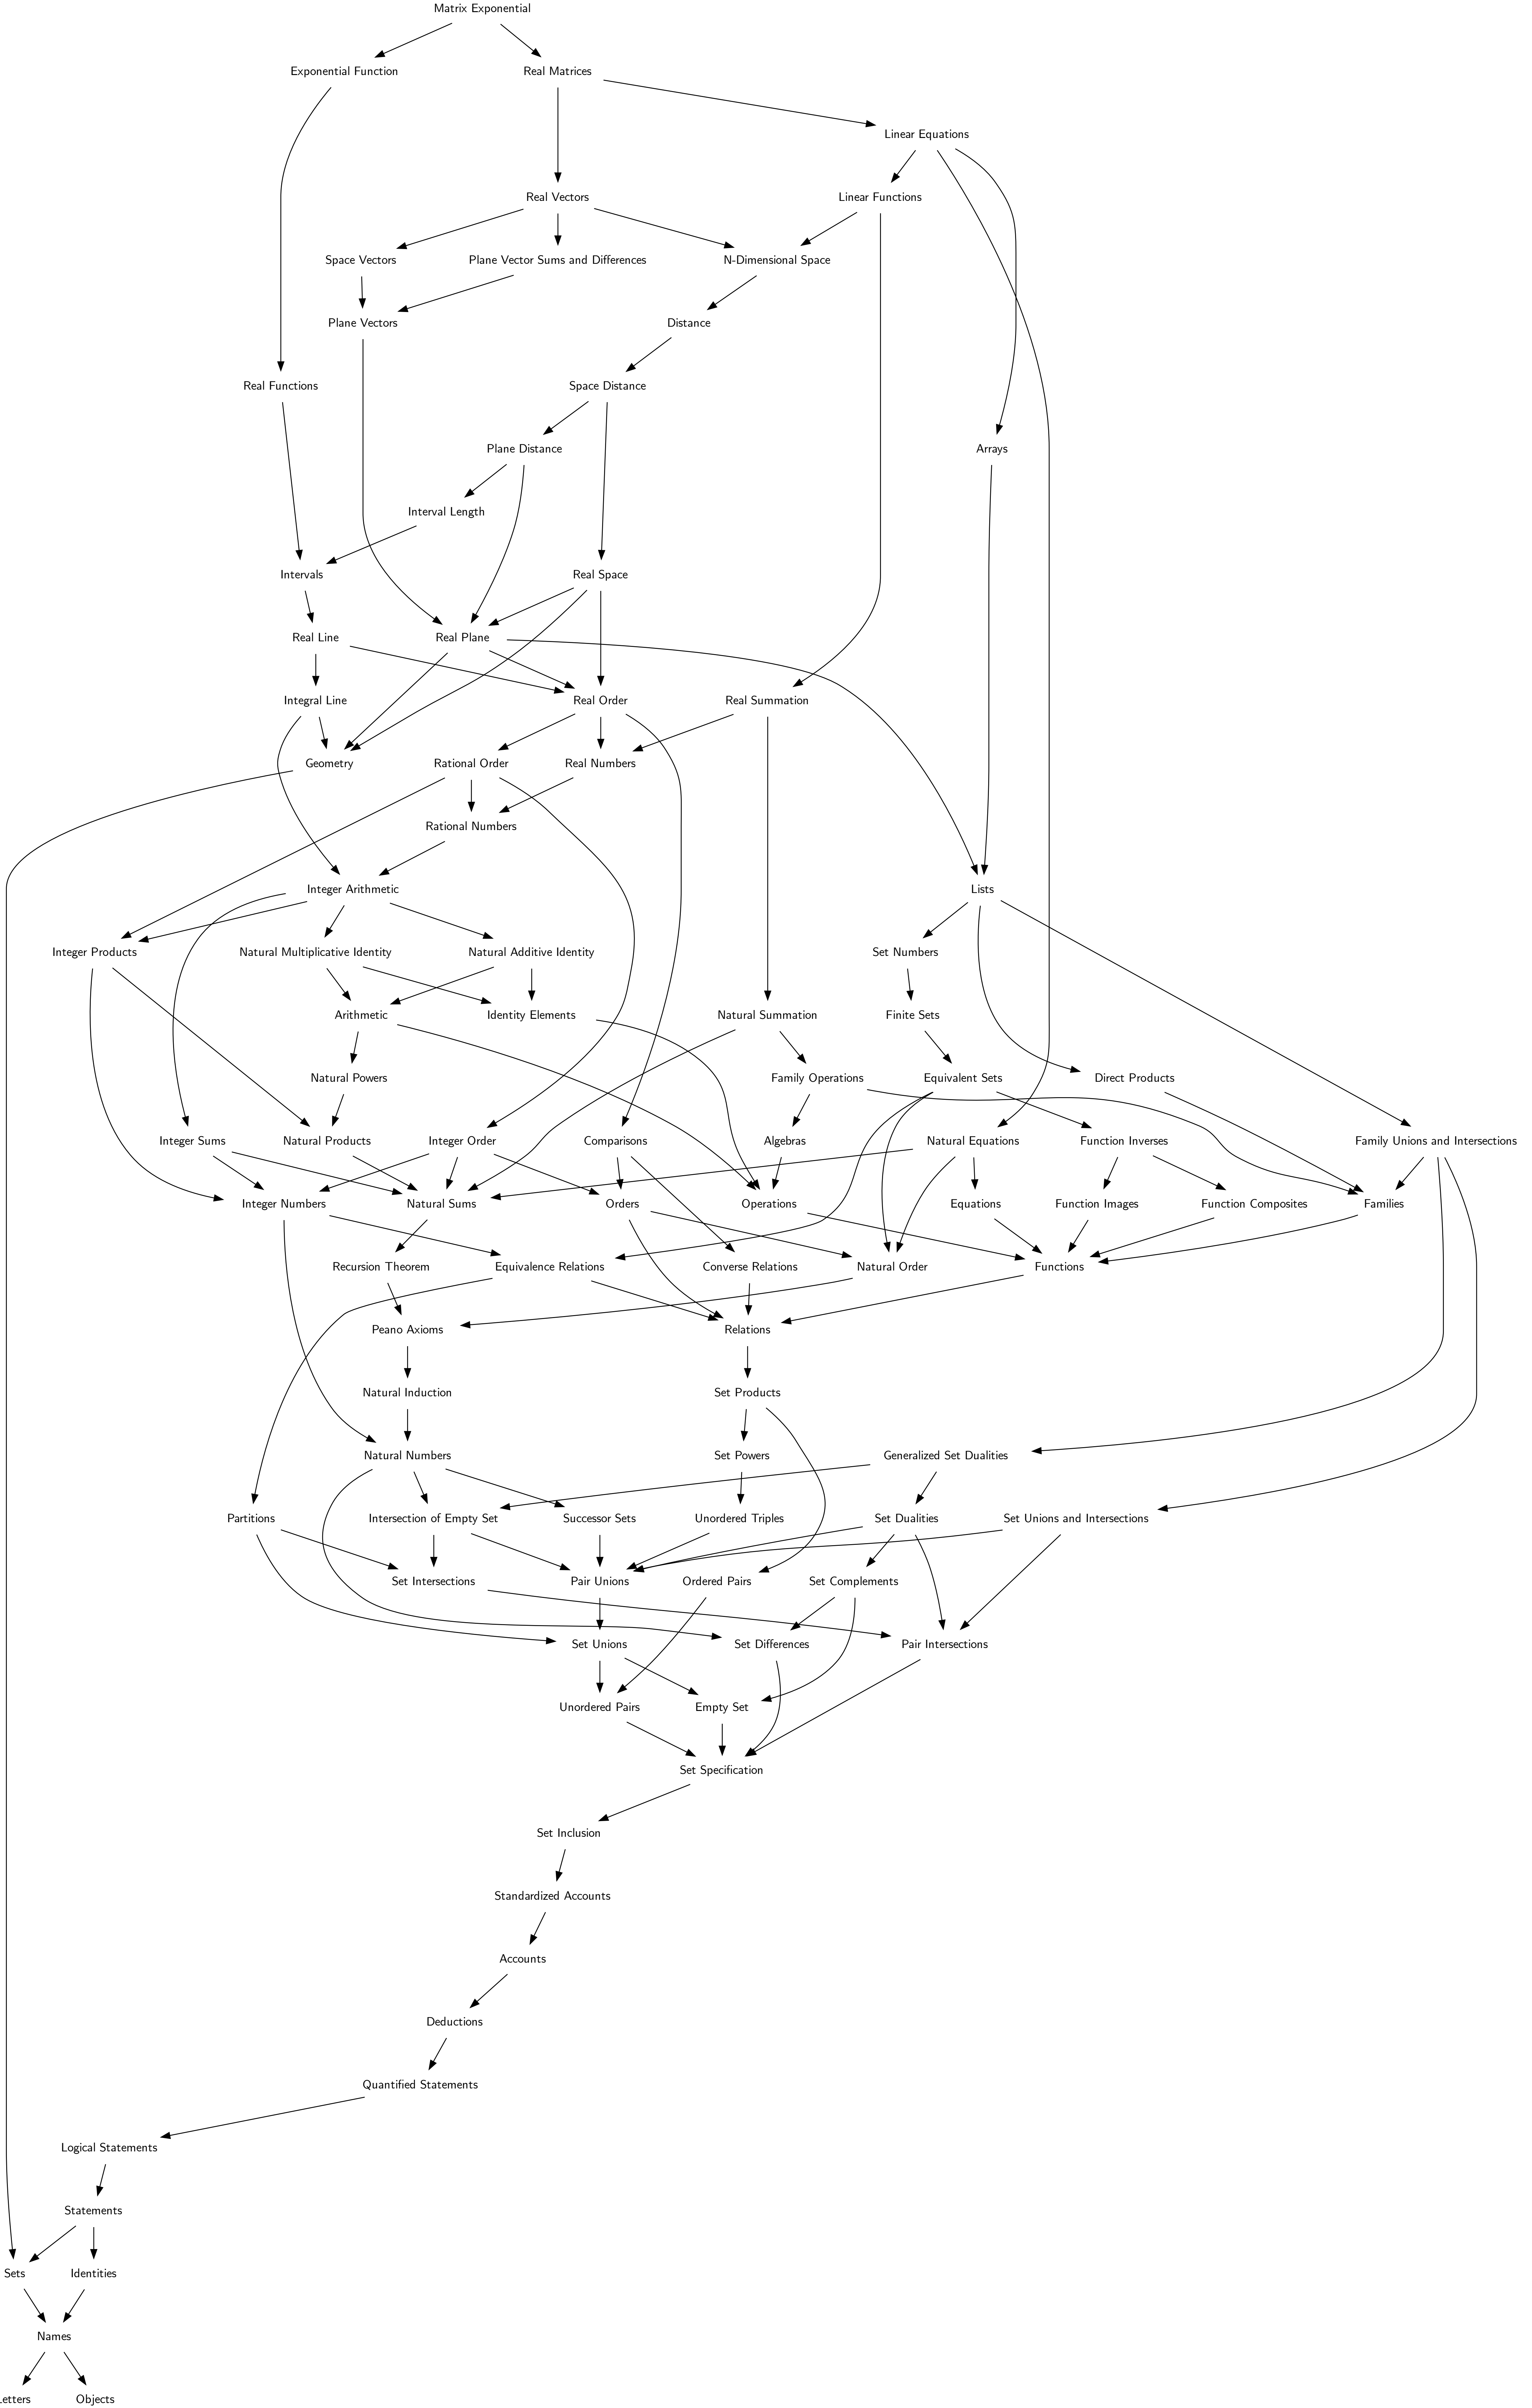 Matrix Exponential
Exponential Function
Real Matrices
Linear Equations
Real Vectors
Linear Functions
Space Vectors
Plane Vector Sums and Differences
N-Dimensional Space
Plane Vectors
Distance
Real Functions
Space Distance
Plane Distance
Arrays
Interval Length
Intervals
Real Space
Real Line
Real Plane
Integral Line
Real Order
Real Summation
Geometry
Rational Order
Real Numbers
Rational Numbers
Integer Arithmetic
Lists
Integer Products
Natural Multiplicative Identity
Natural Additive Identity
Set Numbers
Arithmetic
Identity Elements
Natural Summation
Finite Sets
Natural Powers
Family Operations
Equivalent Sets
Direct Products
Integer Sums
Natural Products
Integer Order
Comparisons
Algebras
Natural Equations
Function Inverses
Family Unions and Intersections
Integer Numbers
Natural Sums
Orders
Operations
Equations
Function Images
Function Composites
Families
Recursion Theorem
Equivalence Relations
Converse Relations
Natural Order
Functions
Peano Axioms
Relations
Natural Induction
Set Products
Natural Numbers
Set Powers
Generalized Set Dualities
Partitions
Intersection of Empty Set
Successor Sets
Unordered Triples
Set Dualities
Set Unions and Intersections
Set Intersections
Pair Unions
Ordered Pairs
Set Complements
Set Unions
Set Differences
Pair Intersections
Unordered Pairs
Empty Set
Set Specification
Set Inclusion
Standardized Accounts
Accounts
Deductions
Quantified Statements
Logical Statements
Statements
Sets
Identities
Names
etters
Objects